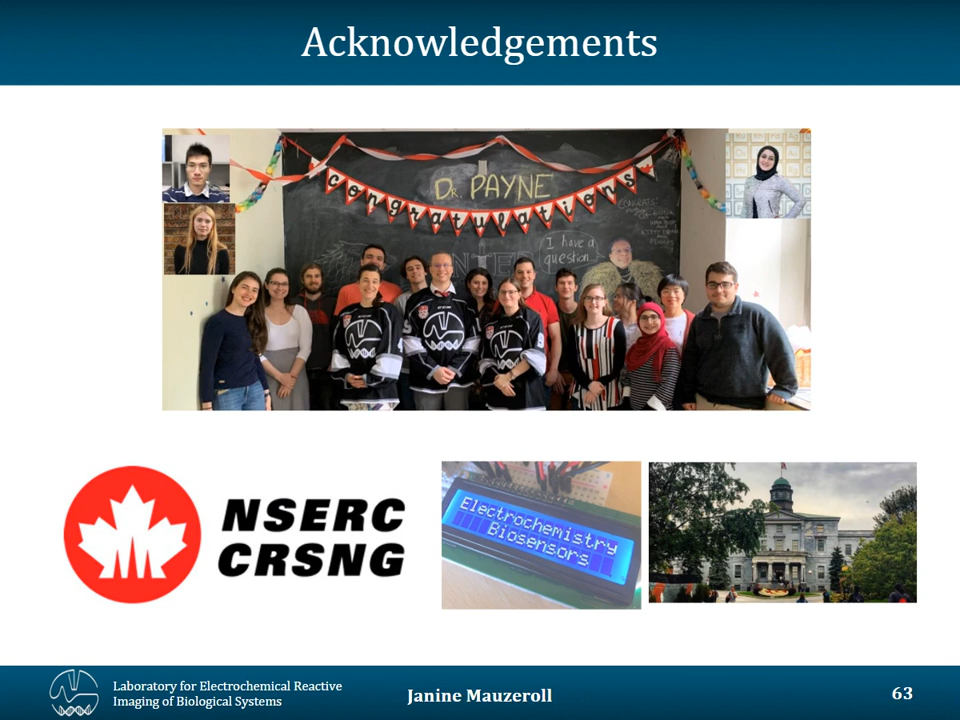 Acknowledgements
Congratulations
DR. PAYNE
I have a
question
NSERC
CRSNG
Electrochemistry
Biosensors
Laboratory for Electrochemical Reactive
Imaging of Biological Systems
Janine Mauzeroll
63